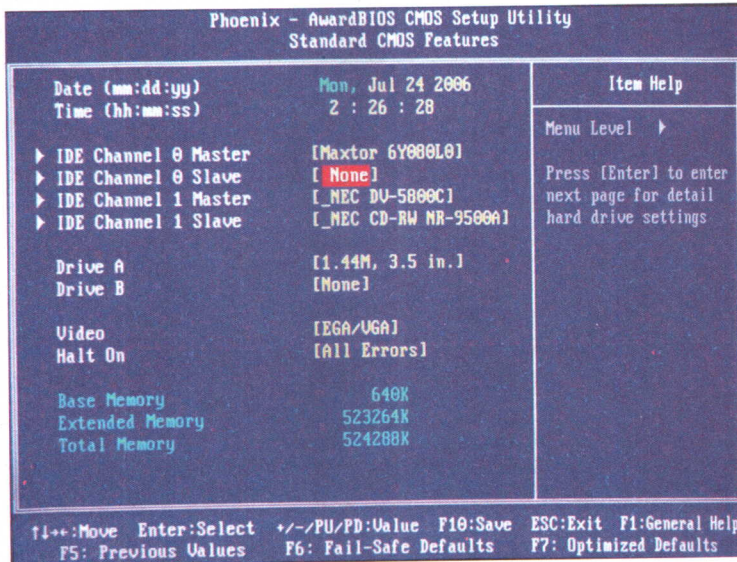 Phoenix - AwardBIOS CMOS Setup Utility
Standard CMOS Features
Date (mm:dd:yy) Mon, Jul 24 2006
Time (hh:mm:ss) 2 : 26 : 28
IDE Channel 0 Master [Maxtor 6Y080L0]
IDE Channel 0 Slave [ None]
IDE Channel 1 Master [_NEC DV-5800C]
IDE Channel 1 Slave [_NEC CD-RW NR-9500A]
Drive A [1.44M, 3.5 in.]
Drive B [None]
Video [EGA/VGA]
Halt On [All Errors]
Base Memory 640K
Extended Memory 523264K
Total Memory 524288K
Item Help
Menu Level
Press [Enter] to enter
next page for detail
hard drive settings
↑↓→←:Move Enter:Select +/-/PU/PD:Value F10:Save ESC:Exit F1:General Help
F5: Previous Values F6: Fail-Safe Defaults F7: Optimized Defaults